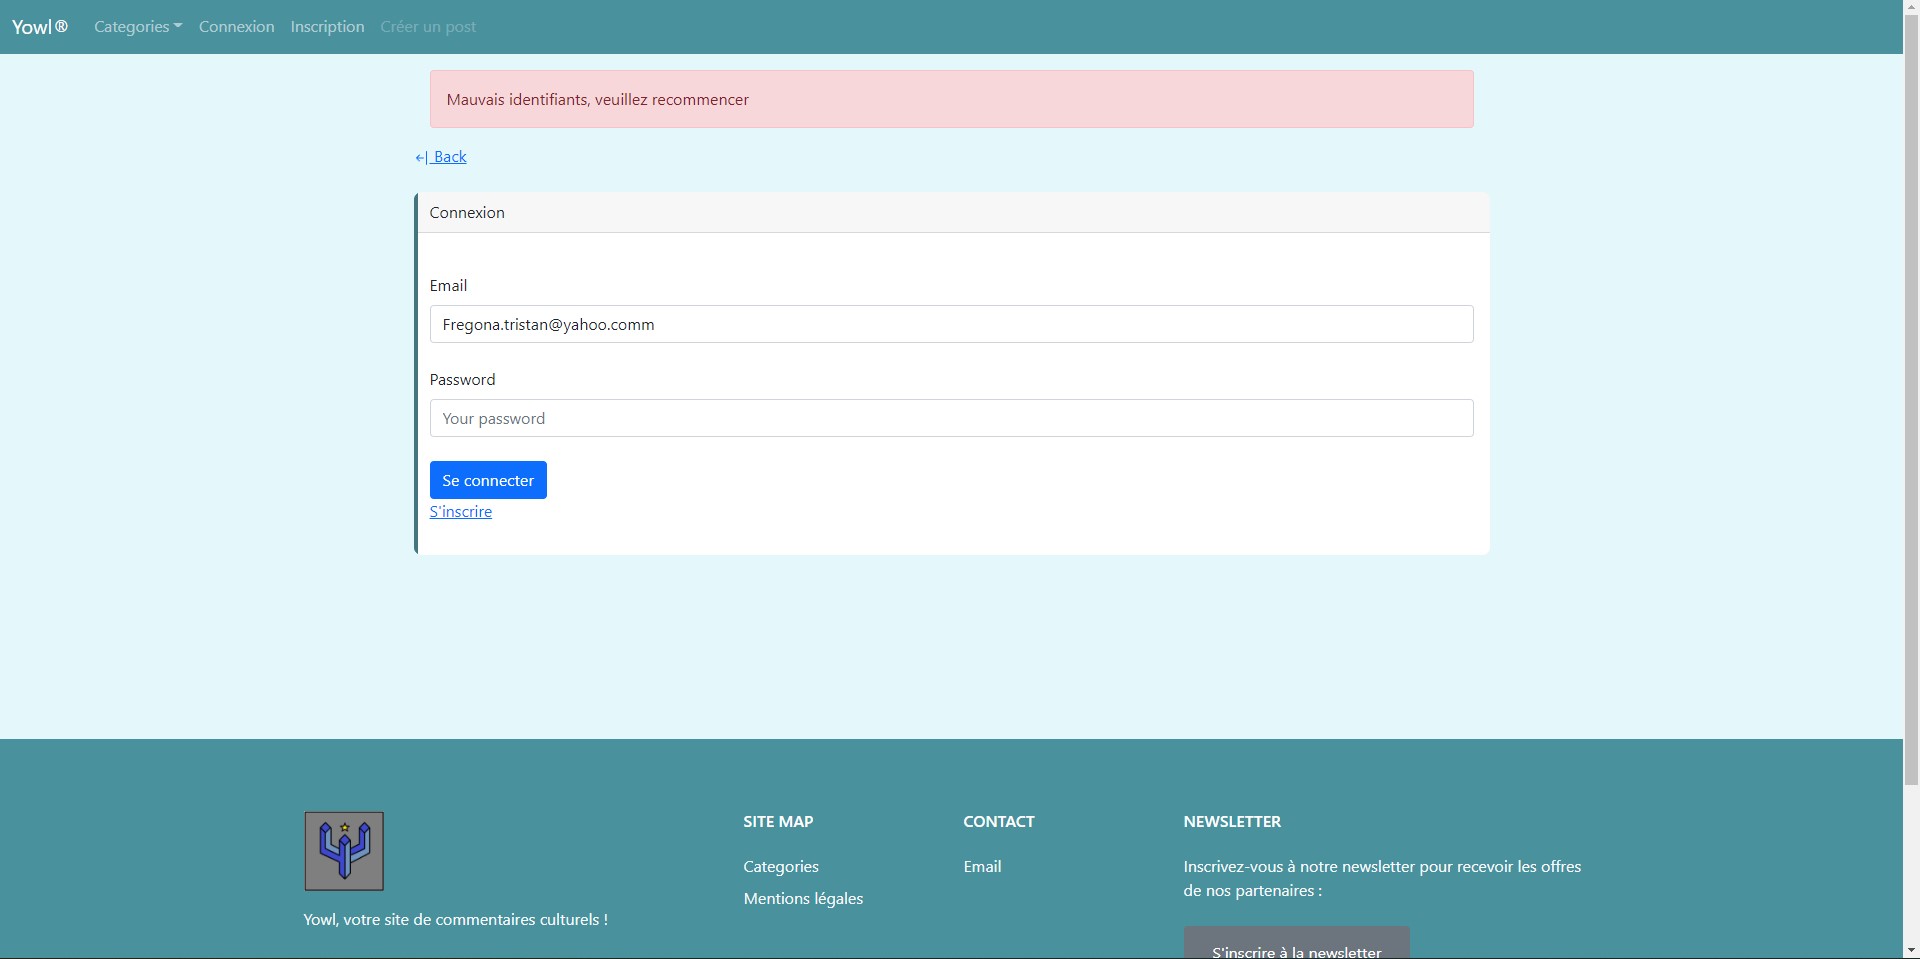 Yowl® Categories Connexion Inscription Créer un post
Mauvais identifiants, veuillez recommencer
Back
Connexion
Email
Fregona.tristan@yahoo.comm
Password
Your password
Se connecter
S'inscrire
SITE MAP
Categories
Mentions légales
CONTACT
Email
NEWSLETTER
Inscrivez-vous à notre newsletter pour recevoir les offres
de nos partenaires :
S'inscrire à la newsletter
Yowl, votre site de commentaires culturels !